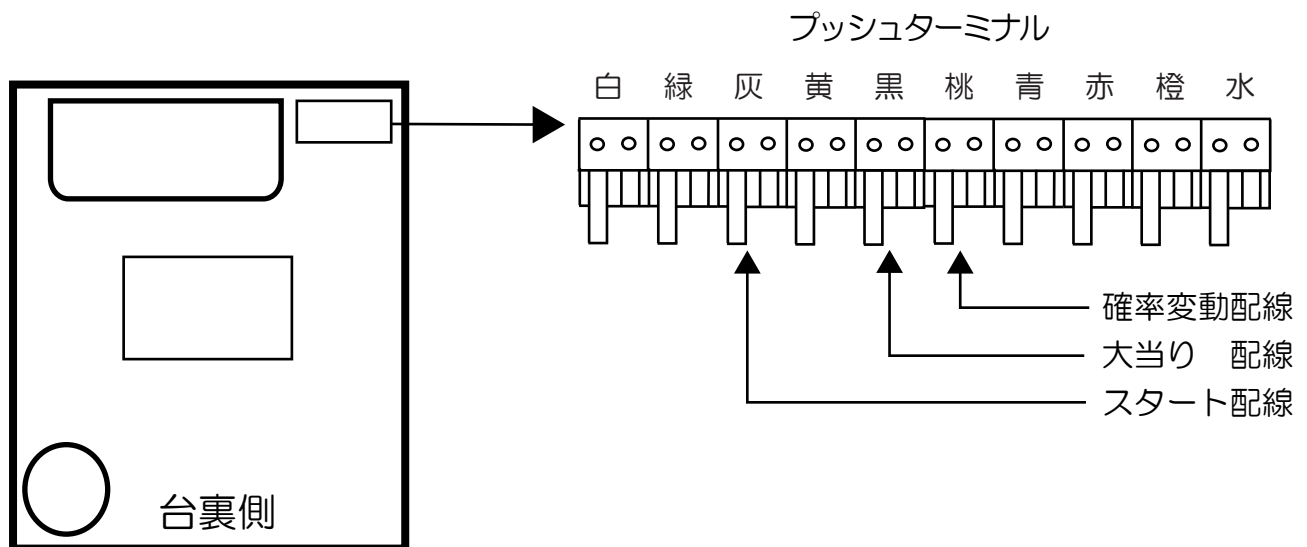 プッシュターミナル
白 緑 灰 黄 黒 桃 青 赤 橙 水
確率変動配線
大当り　配線
スタート配線
台裏側